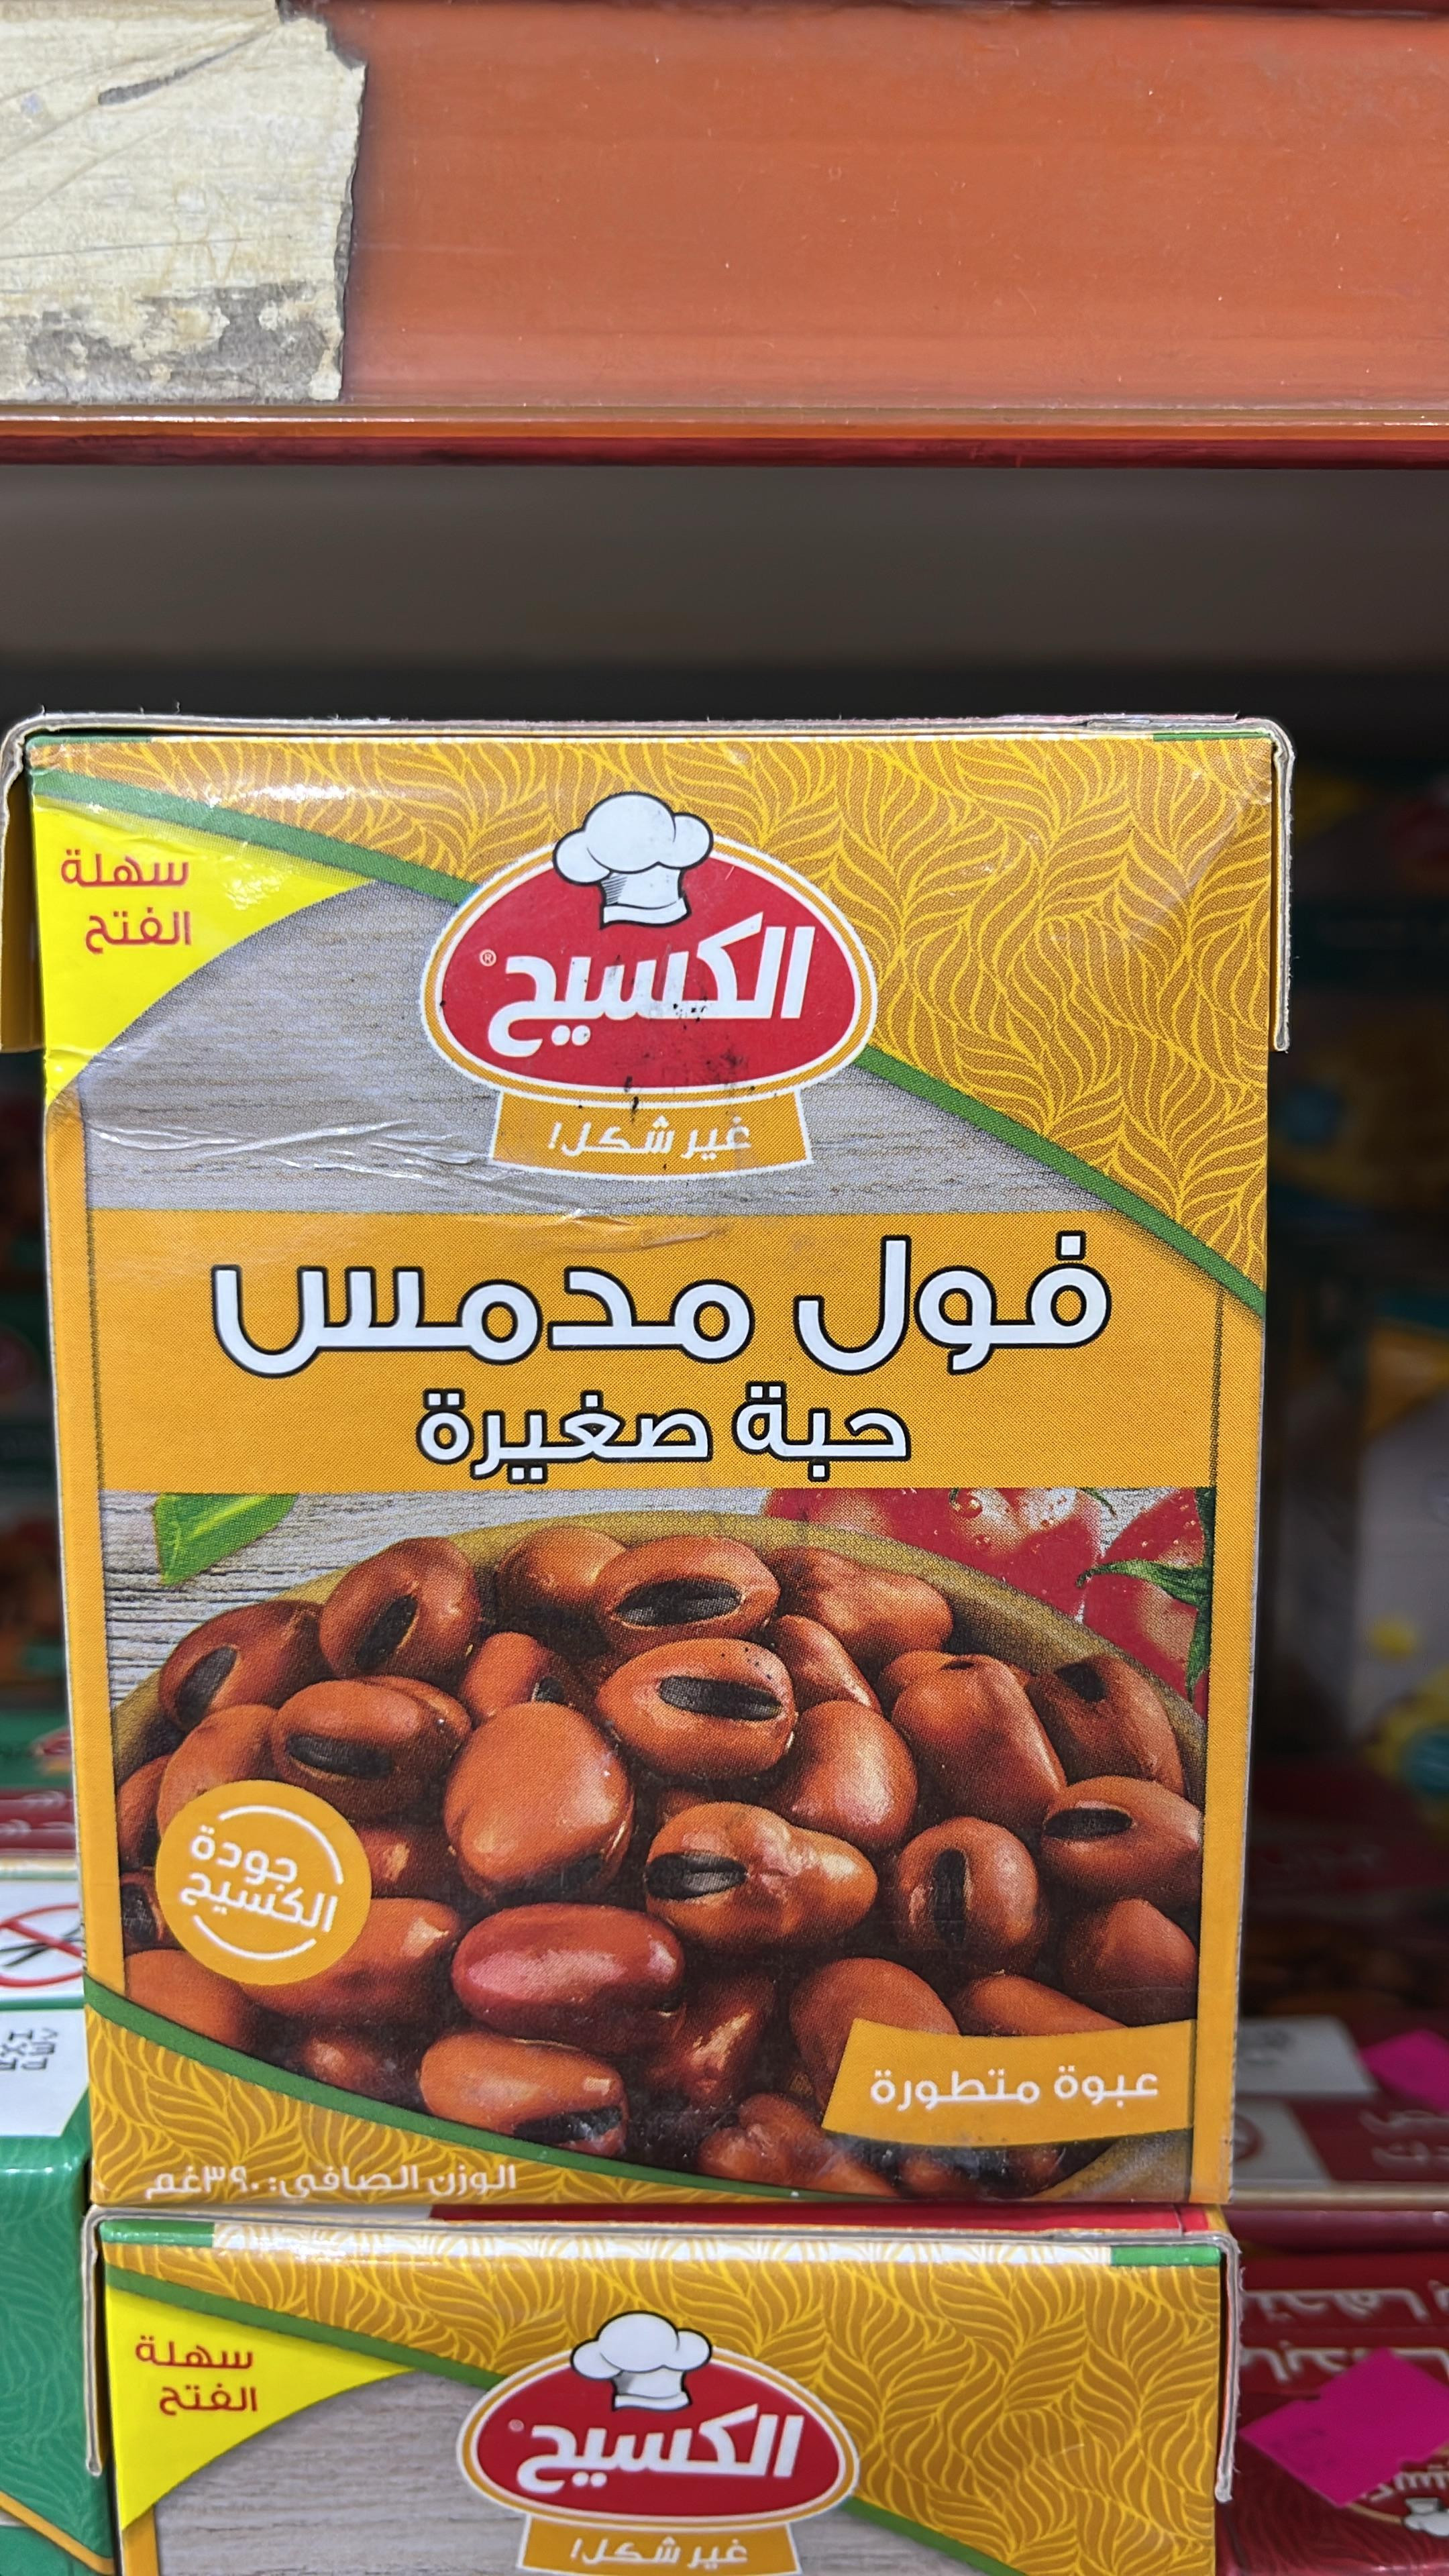 سهلة
الفتح
الكسيح®
غير شكل!
فول مدمس
حبة صغيرة
جودة
الكسيح
عبوة متطورة
الوزن الصافي: ٣٩٠غم
سهلة
الفتح
الكسيح
غير شكل!